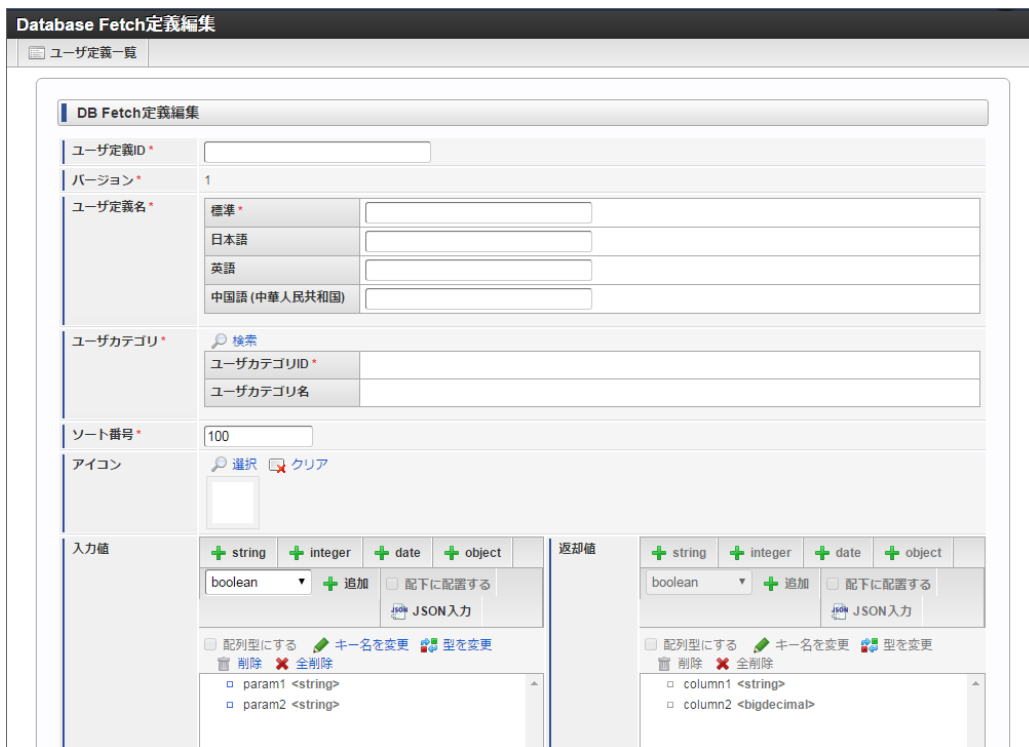 Database Fetch定義編集
ユーザ定義一覧
DB Fetch定義編集
ユーザ定義ID *
バージョン * 1
ユーザ定義名 *
標準 *
日本語
英語
中国語 (中華人民共和国)
ユーザカテゴリ * 検索
ユーザカテゴリID *
ユーザカテゴリ名
ソート番号 * 100
アイコン 選択 クリア
入力値 string integer date object
boolean 追加 配下に配置する
JSON JSON入力
配列型にする キー名を変更 型を変更
削除 全削除
param1 <string>
param2 <string>
返却値 string integer date object
boolean 追加 配下に配置する
JSON JSON入力
配列型にする キー名を変更 型を変更
削除 全削除
column1 <string>
column2 <bigdecimal>